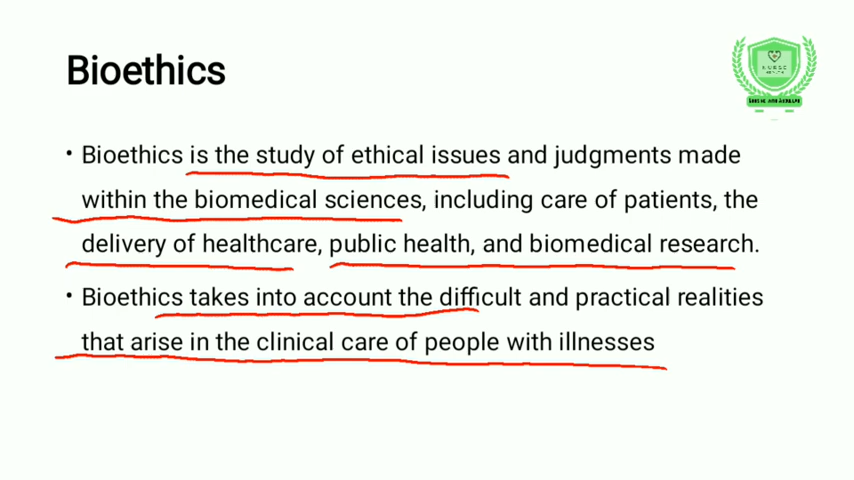 Bioethics
• Bioethics is the study of ethical issues and judgments made
within the biomedical sciences, including care of patients, the
delivery of healthcare, public health, and biomedical research.
• Bioethics takes into account the difficult and practical realities
that arise in the clinical care of people with illnesses